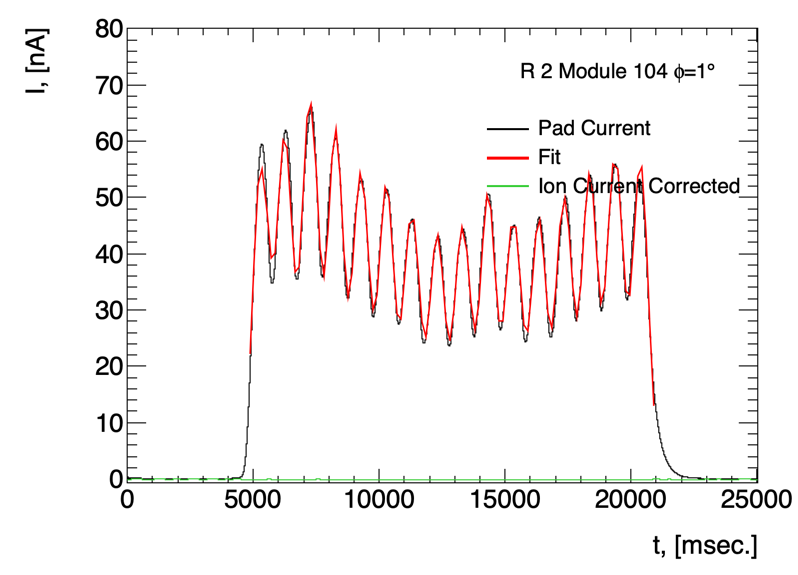 I, [nA]
80
R 2 Module 104 ϕ=1°
70
Pad Current
60
Fit
Ion Current Corrected
50
40
30
20
10
0
0 5000 10000 15000 20000 25000
t, [msec.]